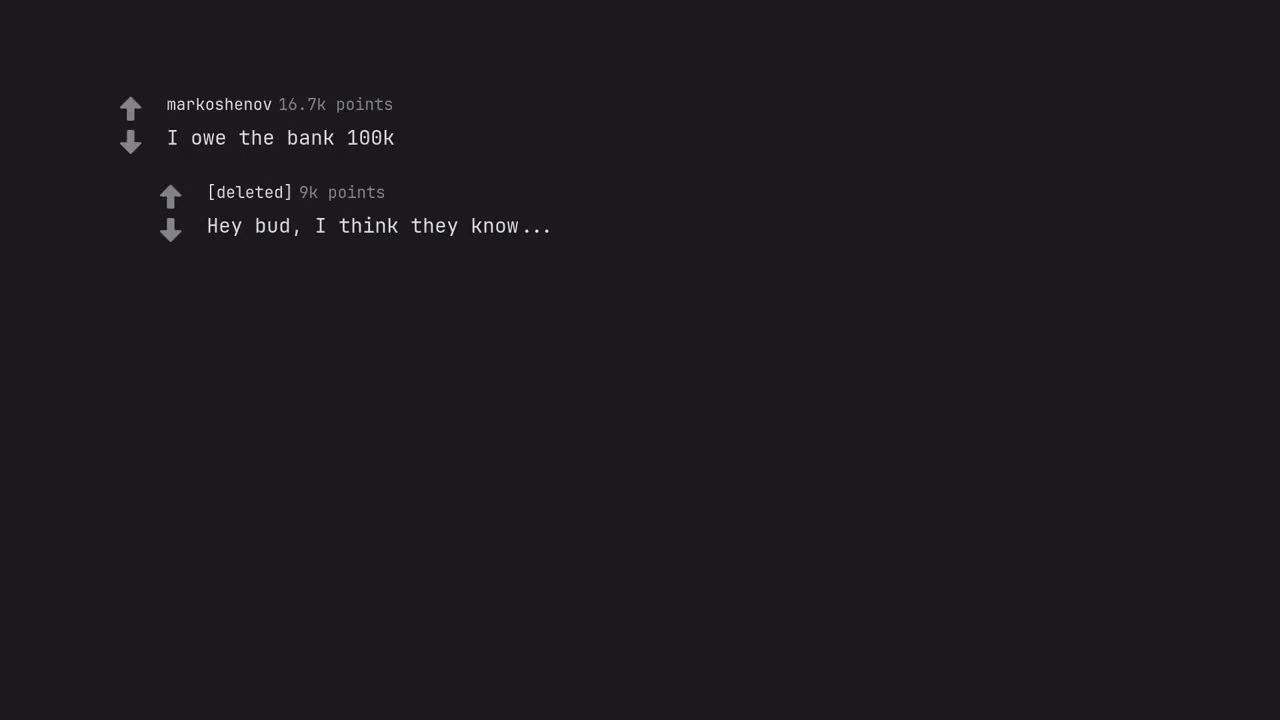 markoshenov 16.7k points
I owe the bank 100k
[deleted] 9k points
Hey bud, I think they know...